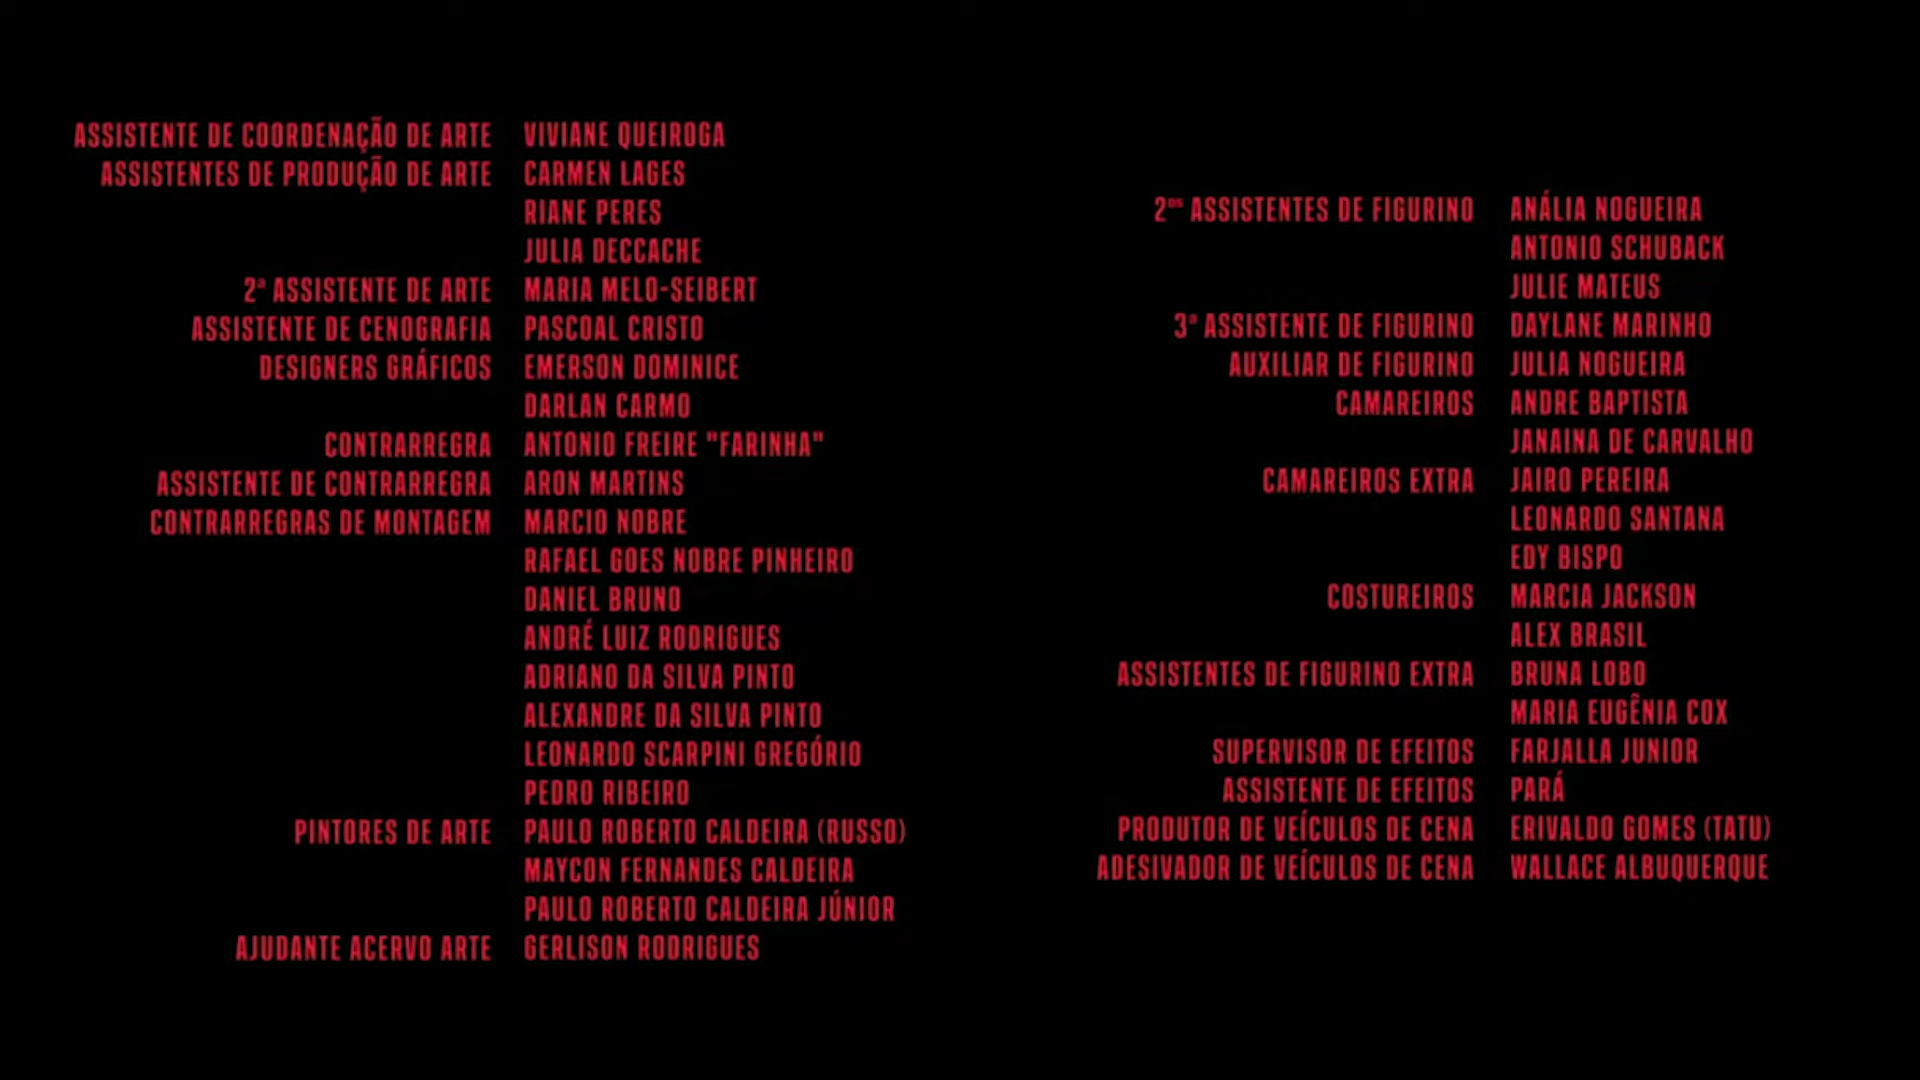 ASSISTENTE DE COORDENAÇÃO DE ARTE VIVIANE QUEIROGA
ASSISTENTES DE PRODUÇÃO DE ARTE CARMEN LAGES
RIANE PERES
JULIA DECCACHE
2ª ASSISTENTE DE ARTE MARIA MELO-SEIBERT
ASSISTENTE DE CENOGRAFIA PASCOAL CRISTO
DESIGNERS GRÁFICOS EMERSON DOMINICE
DARLAN CARMO
CONTRARREGRA ANTONIO FREIRE "FARINHA"
ASSISTENTE DE CONTRARREGRA ARON MARTINS
CONTRARREGRAS DE MONTAGEM MARCIO NOBRE
RAFAEL GOES NOBRE PINHEIRO
DANIEL BRUNO
ANDRÉ LUIZ RODRIGUES
ADRIANO DA SILVA PINTO
ALEXANDRE DA SILVA PINTO
LEONARDO SCARPINI GREGÓRIO
PEDRO RIBEIRO
PINTORES DE ARTE PAULO ROBERTO CALDEIRA (RUSSO)
MAYCON FERNANDES CALDEIRA
PAULO ROBERTO CALDEIRA JÚNIOR
AJUDANTE ACERVO ARTE GERLISON RODRIGUES
2ᵒˢ ASSISTENTES DE FIGURINO ANÁLIA NOGUEIRA
ANTONIO SCHUBACK
JULIE MATEUS
3ª ASSISTENTE DE FIGURINO DAYLANE MARINHO
AUXILIAR DE FIGURINO JULIA NOGUEIRA
CAMAREIROS ANDRE BAPTISTA
JANAINA DE CARVALHO
CAMAREIROS EXTRA JAIRO PEREIRA
LEONARDO SANTANA
EDY BISPO
COSTUREIROS MARCIA JACKSON
ALEX BRASIL
ASSISTENTES DE FIGURINO EXTRA BRUNA LOBO
MARIA EUGÊNIA COX
SUPERVISOR DE EFEITOS FARJALLA JUNIOR
ASSISTENTE DE EFEITOS PARÁ
PRODUTOR DE VEÍCULOS DE CENA ERIVALDO GOMES (TATU)
ADESIVADOR DE VEÍCULOS DE CENA WALLACE ALBUQUERQUE